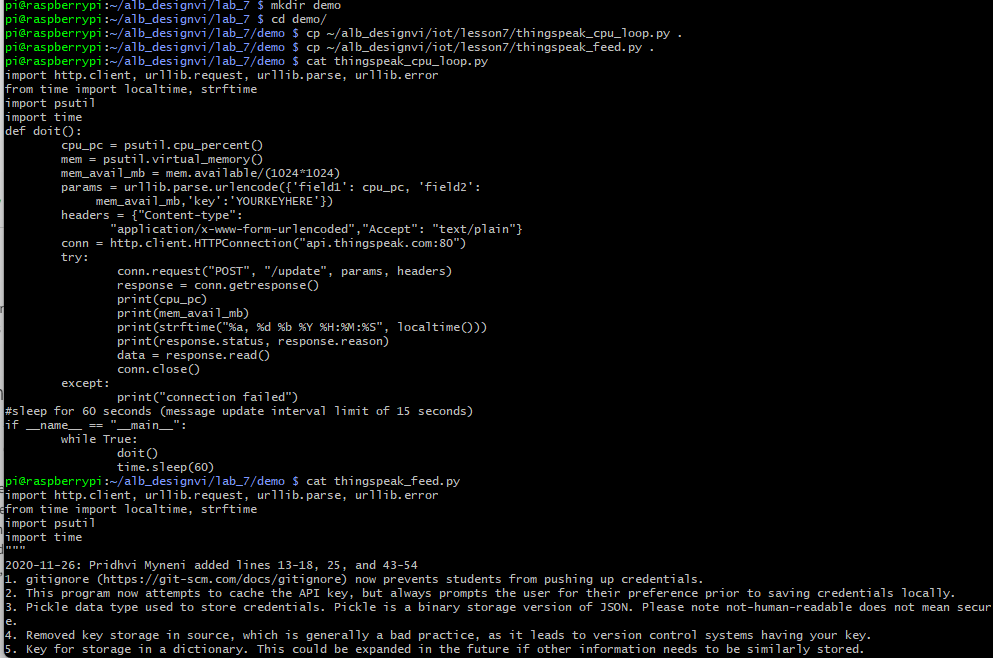 pi@raspberrypi:~/alb_designvi/lab_7 $ mkdir demo
pi@raspberrypi:~/alb_designvi/lab_7 $ cd demo/
pi@raspberrypi:~/alb_designvi/lab_7/demo $ cp ~/alb_designvi/iot/lesson7/thingspeak_cpu_loop.py .
pi@raspberrypi:~/alb_designvi/lab_7/demo $ cp ~/alb_designvi/iot/lesson7/thingspeak_feed.py .
pi@raspberrypi:~/alb_designvi/lab_7/demo $ cat thingspeak_cpu_loop.py
import http.client, urllib.request, urllib.parse, urllib.error
from time import localtime, strftime
import psutil
import time
def doit():
        cpu_pc = psutil.cpu_percent()
        mem = psutil.virtual_memory()
        mem_avail_mb = mem.available/(1024*1024)
        params = urllib.parse.urlencode({'field1': cpu_pc, 'field2':
             mem_avail_mb,'key':'YOURKEYHERE'})
        headers = {"Content-type":
               "application/x-www-form-urlencoded","Accept": "text/plain"}
        conn = http.client.HTTPConnection("api.thingspeak.com:80")
        try:
                conn.request("POST", "/update", params, headers)
                response = conn.getresponse()
                print(cpu_pc)
                print(mem_avail_mb)
                print(strftime("%a, %d %b %Y %H:%M:%S", localtime()))
                print(response.status, response.reason)
                data = response.read()
                conn.close()
        except:
                print("connection failed")
#sleep for 60 seconds (message update interval limit of 15 seconds)
if __name__ == "__main__":
        while True:
                doit()
                time.sleep(60)
pi@raspberrypi:~/alb_designvi/lab_7/demo $ cat thingspeak_feed.py
import http.client, urllib.request, urllib.parse, urllib.error
from time import localtime, strftime
import psutil
import time
"""
2020-11-26: Pridhvi Myneni added lines 13-18, 25, and 43-54
1. gitignore (https://git-scm.com/docs/gitignore) now prevents students from pushing up credentials.
2. This program now attempts to cache the API key, but always prompts the user for their preference prior to saving credentials locally.
3. Pickle data type used to store credentials. Pickle is a binary storage version of JSON. Please note not-human-readable does not mean secur
e.
4. Removed key storage in source, which is generally a bad practice, as it leads to version control systems having your key.
5. Key for storage in a dictionary. This could be expanded in the future if other information needs to be similarly stored.